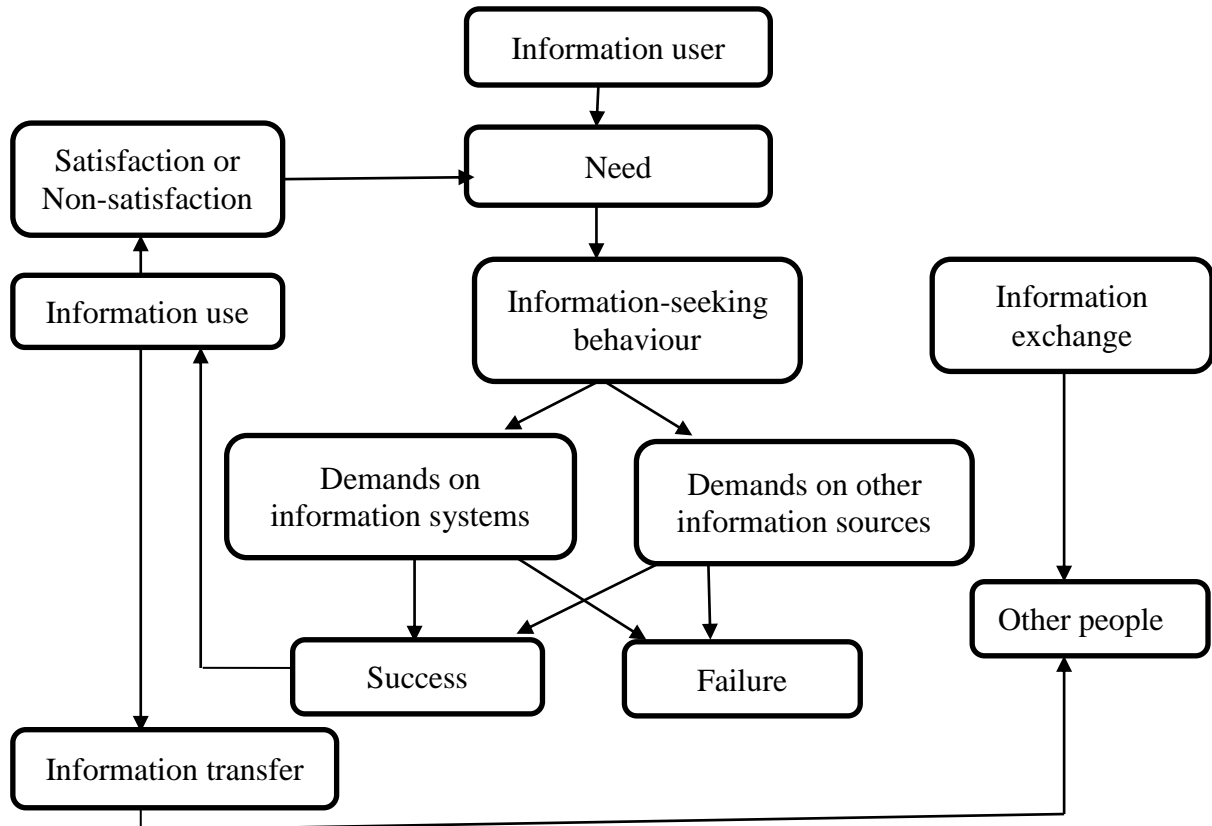 Information user
Satisfaction or
Non-satisfaction
Need
Information use
Information-seeking
behaviour
Information
exchange
Demands on
information systems
Demands on other
information sources
Other people
Success
Failure
Information transfer